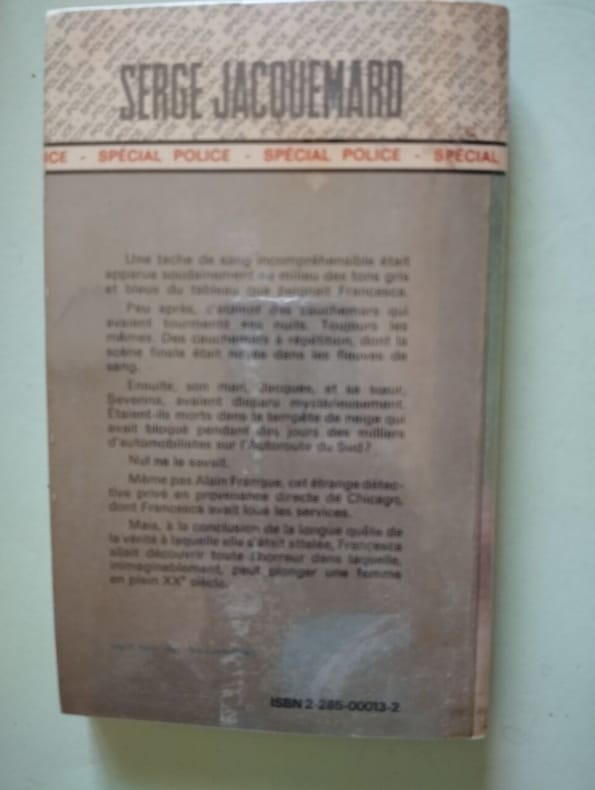 SERGE JACQUEMARD
ICE - SPÉCIAL POLICE - SPÉCIAL POLICE - SPÉCIAL
Une tache de sang incompréhensible était
apparue soudainement au milieu des tons gris
et bleus du tableau que peignait Francesca.
Peu après, c'étaient des cauchemars qui
avaient tourmenté ses nuits. Toujours les
mêmes. Des cauchemars à répétition, dont la
scène finale était noyée dans les fleuves de
sang.
Ensuite, son mari, Jacques, et sa sœur,
Severina, avaient disparu mystérieusement.
Étaient-ils morts dans la tempête de neige qui
avait bloqué pendant des jours des milliers
d'automobilistes sur l'Autoroute du Sud?
Nul ne le savait.
Même pas Alain Franque, cet étrange détec-
tive privé en provenance directe de Chicago,
dont Francesca avait loué les services.
Mais, à la conclusion de la longue quête de
la vérité à laquelle elle s'était attelée, Francesca
allait découvrir toute l'horreur dans laquelle,
inimaginablement, peut plonger une femme
en plein XXe siècle.
ISBN 2-285-00013-2